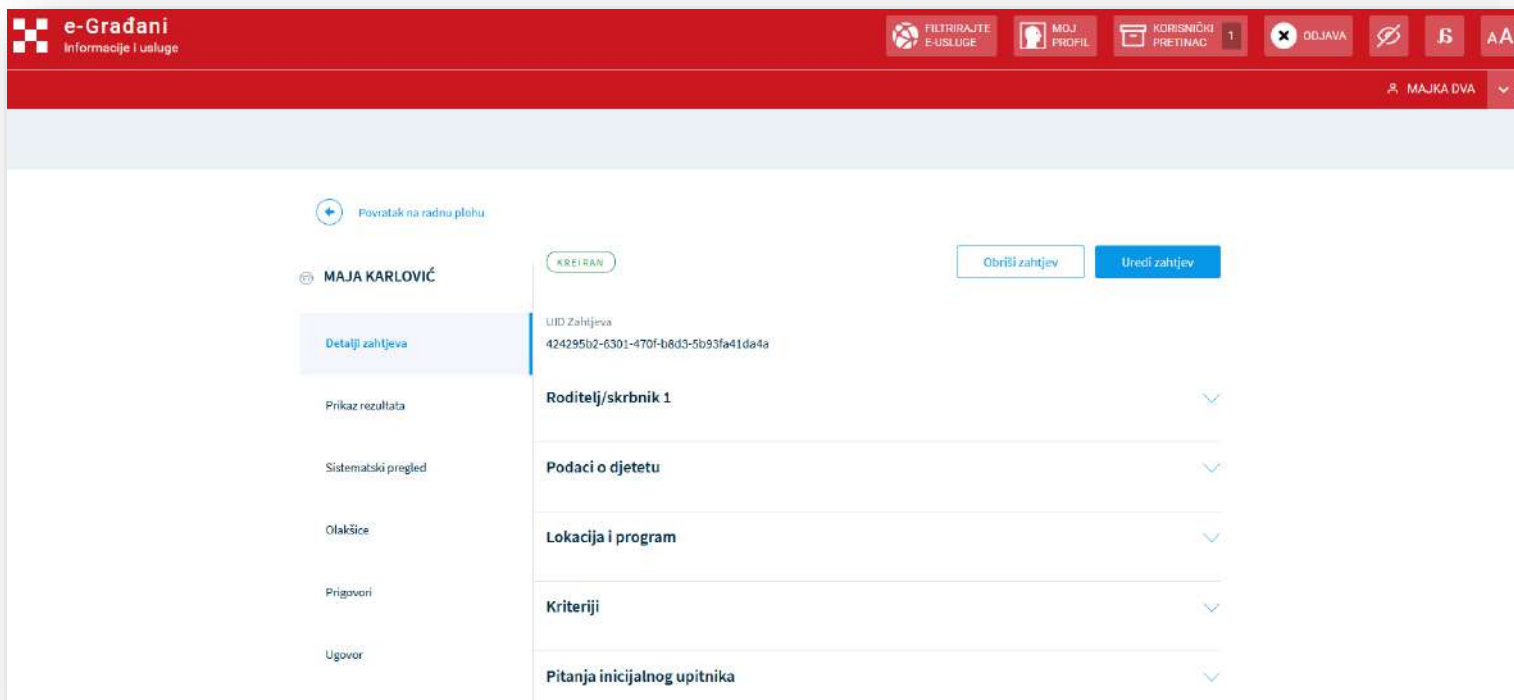 e-Građani
Informacije i usluge
FILTRIRAJTE
E-USLUGE
MOJ
PROFIL
KORISNIČKI
PRETINAC
1
ODJAVA
AA
MAJKA DVA
Povratak na radnu plohu
MAJA KARLOVIĆ
Detalji zahtjeva
Prikaz rezultata
Sistematski pregled
Olakšice
Prigovori
Ugovor
KREIRAN
Obriši zahtjev
Uredi zahtjev
UID Zahtjeva
424295b2-6301-470f-b8d3-5b93fa41da4a
Roditelj/skrbnik 1
Podaci o djetetu
Lokacija i program
Kriteriji
Pitanja inicijalnog upitnika